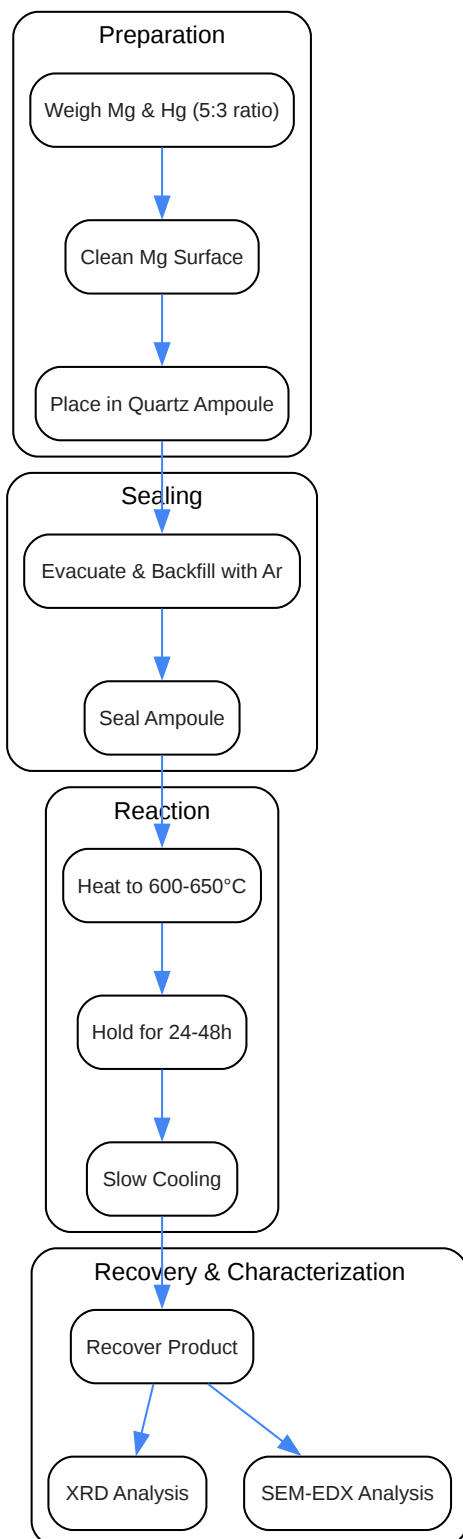 Preparation
Weigh Mg & Hg (5:3 ratio)
Clean Mg Surface
Place in Quartz Ampoule
Sealing
Evacuate & Backfill with Ar
Seal Ampoule
Reaction
Heat to 600-650°C
Hold for 24-48h
Slow Cooling
Recovery & Characterization
Recover Product
XRD Analysis
SEM-EDX Analysis